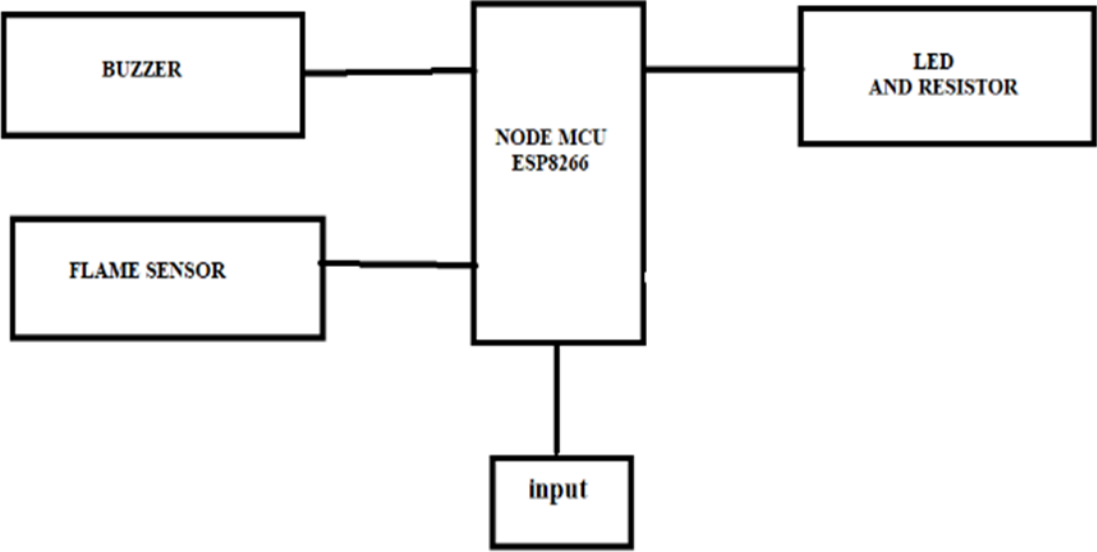 BUZZER
LED
AND RESISTOR
NODE MCU
ESP8266
FLAME SENSOR
input